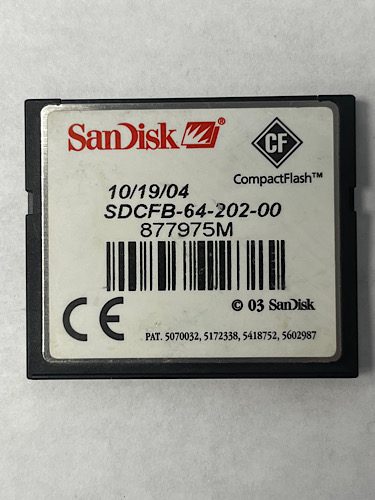 SanDisk
CF
CompactFlash™
10/19/04
SDCFB-64-202-00
877975M
CE
© 03 SanDisk
PAT. 5070032, 5172338, 5418752, 5602987